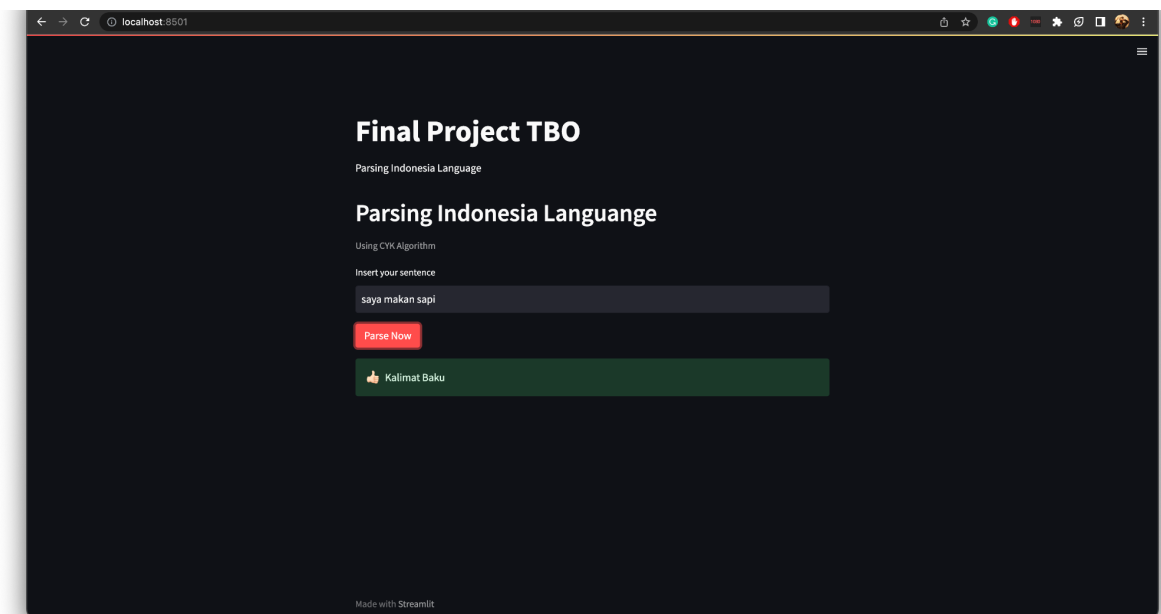 localhost:8501
Final Project TBO
Parsing Indonesia Language
Parsing Indonesia Languange
Using CYK Algorithm
Insert your sentence
saya makan sapi
Parse Now
Kalimat Baku
Made with Streamlit